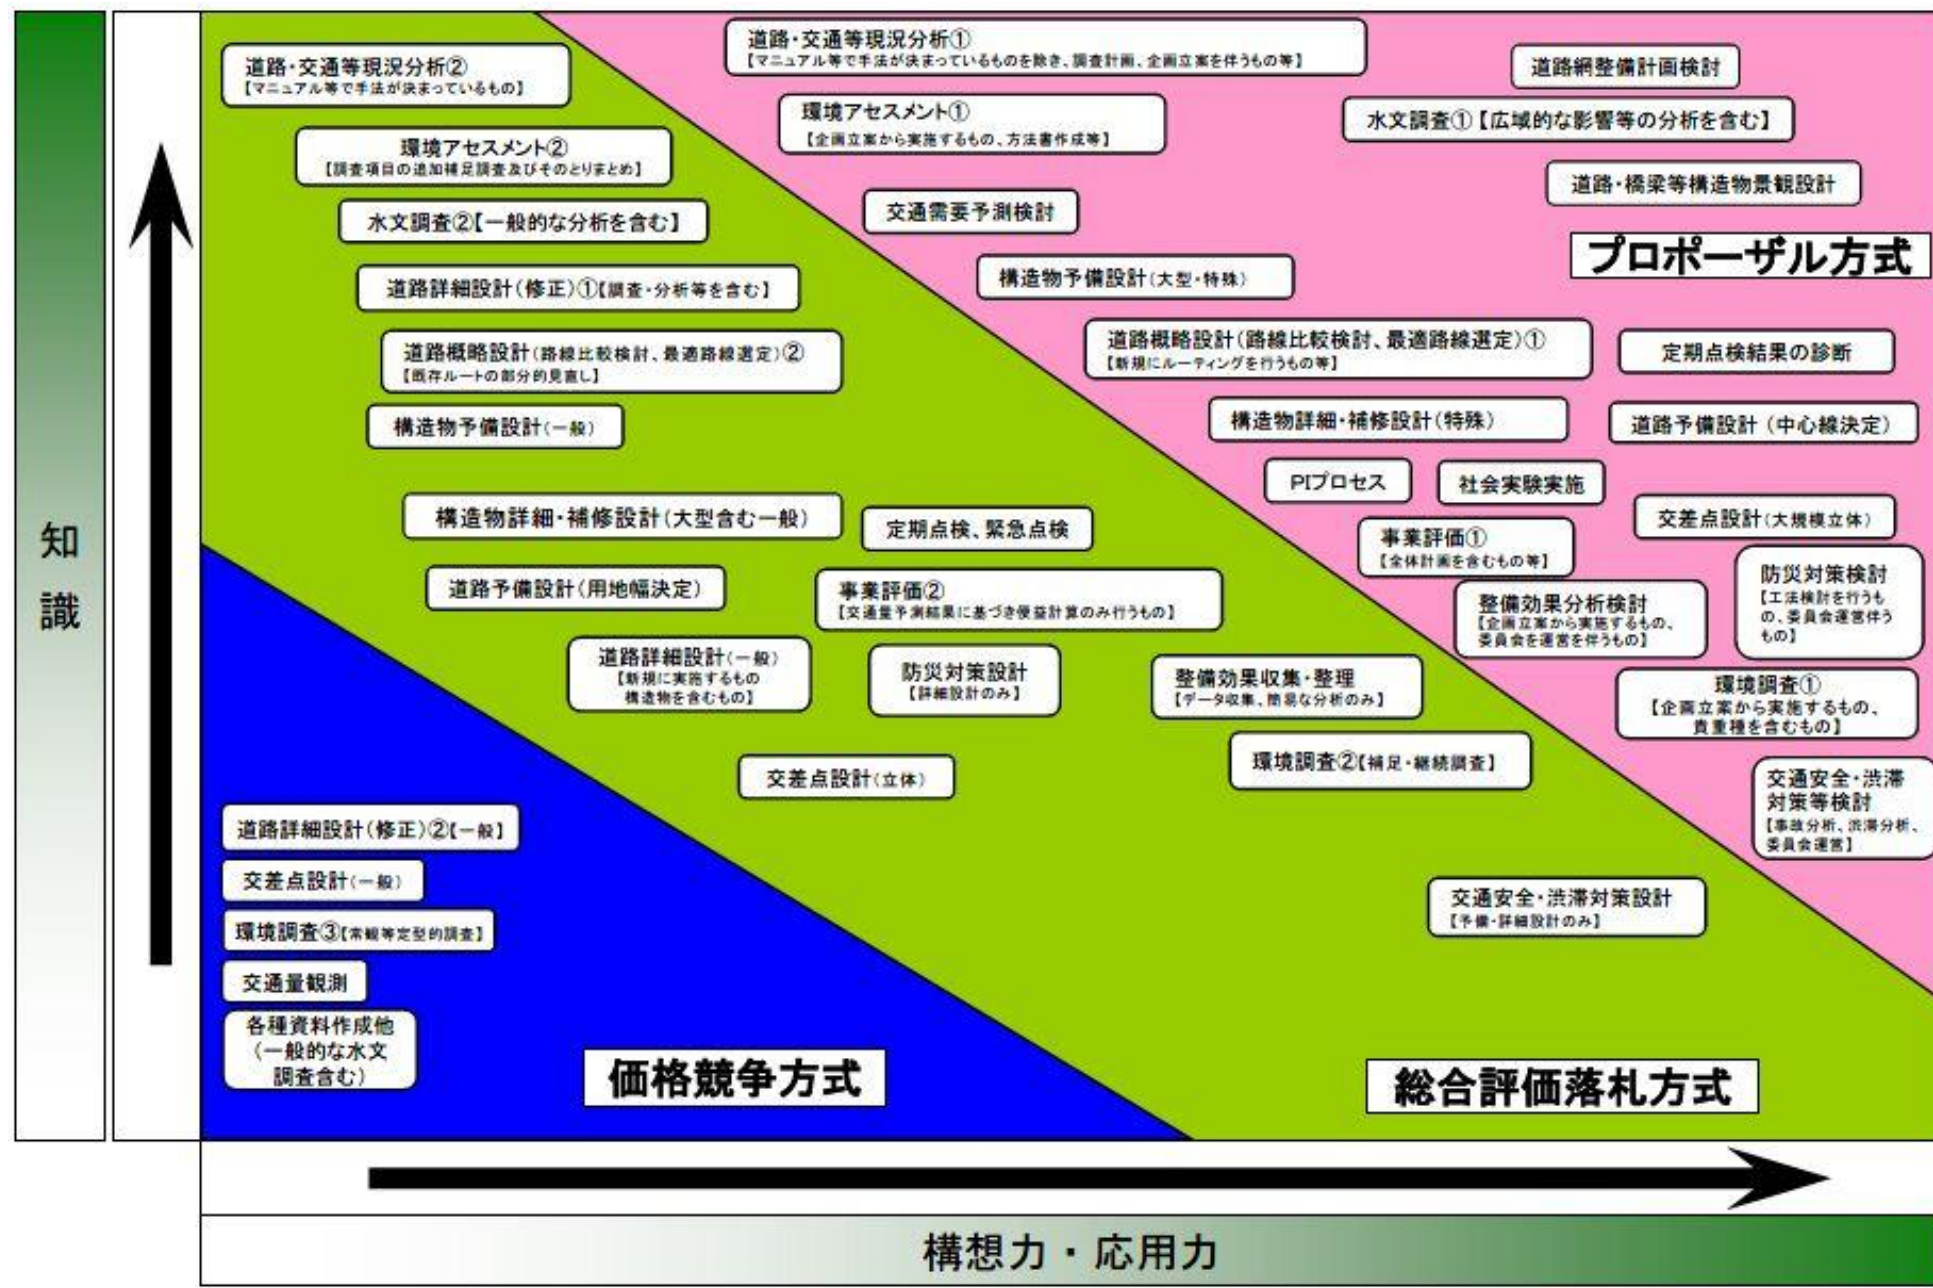 知
識
道路・交通等現況分析②
【マニュアル等で手法が決まっているもの】
環境アセスメント②
【調査項目の追加補足調査及びそのとりまとめ】
水文調査②【一般的な分析を含む】
道路詳細設計(修正)①【調査・分析等を含む】
道路概略設計(路線比較検討、最適路線選定)②
【既存ルートの部分的見直し】
構造物予備設計(一般)
構造物詳細・補修設計(大型含む一般)
定期点検、緊急点検
道路予備設計(用地幅決定)
事業評価②
【交通量予測結果に基づき便益計算のみ行うもの】
道路詳細設計(一般)
【新規に実施するもの
構造物を含むもの】
防災対策設計
【詳細設計のみ】
整備効果収集・整理
【データ収集、簡易な分析のみ】
交差点設計(立体)
環境調査②【補足・継続調査】
交通安全・渋滞対策設計
【予備・詳細設計のみ】
総合評価落札方式
道路・交通等現況分析①
【マニュアル等で手法が決まっているものを除き、調査計画、企画立案を伴うもの等】
道路網整備計画検討
環境アセスメント①
【企画立案から実施するもの、方法書作成等】
水文調査①【広域的な影響等の分析を含む】
道路・橋梁等構造物景観設計
交通需要予測検討
プロポーザル方式
構造物予備設計(大型・特殊)
道路概略設計(路線比較検討、最適路線選定)①
【新規にルーティングを行うもの等】
定期点検結果の診断
構造物詳細・補修設計(特殊)
道路予備設計(中心線決定)
PIプロセス
社会実験実施
交差点設計(大規模立体)
事業評価①
【全体計画を含むもの等】
防災対策検討
【工法検討を行うも
の、委員会運営伴う
もの】
整備効果分析検討
【企画立案から実施するもの、
委員会を運営を伴うもの】
環境調査①
【企画立案から実施するもの、
貴重種を含むもの】
交通安全・渋滞
対策等検討
【事故分析、渋滞分析、
委員会運営】
道路詳細設計(修正)②【一般】
交差点設計(一般)
環境調査③【常観等定型的調査】
交通量観測
各種資料作成他
(一般的な水文
調査含む)
価格競争方式
構想力・応用力